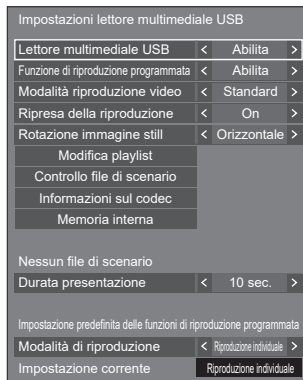 Impostazioni lettore multimediale USB
Lettore multimediale USB < Abilita >
Funzione di riproduzione programmata < Abilita >
Modalità riproduzione video < Standard >
Ripresa della riproduzione < On >
Rotazione immagine still < Orizzontale >
Modifica playlist
Controllo file di scenario
Informazioni sul codec
Memoria interna
Nessun file di scenario
Durata presentazione < 10 sec. >
Impostazione predefinita delle funzioni di riproduzione programmata
Modalità di riproduzione < Riproduzione individuale >
Impostazione corrente Riproduzione individuale